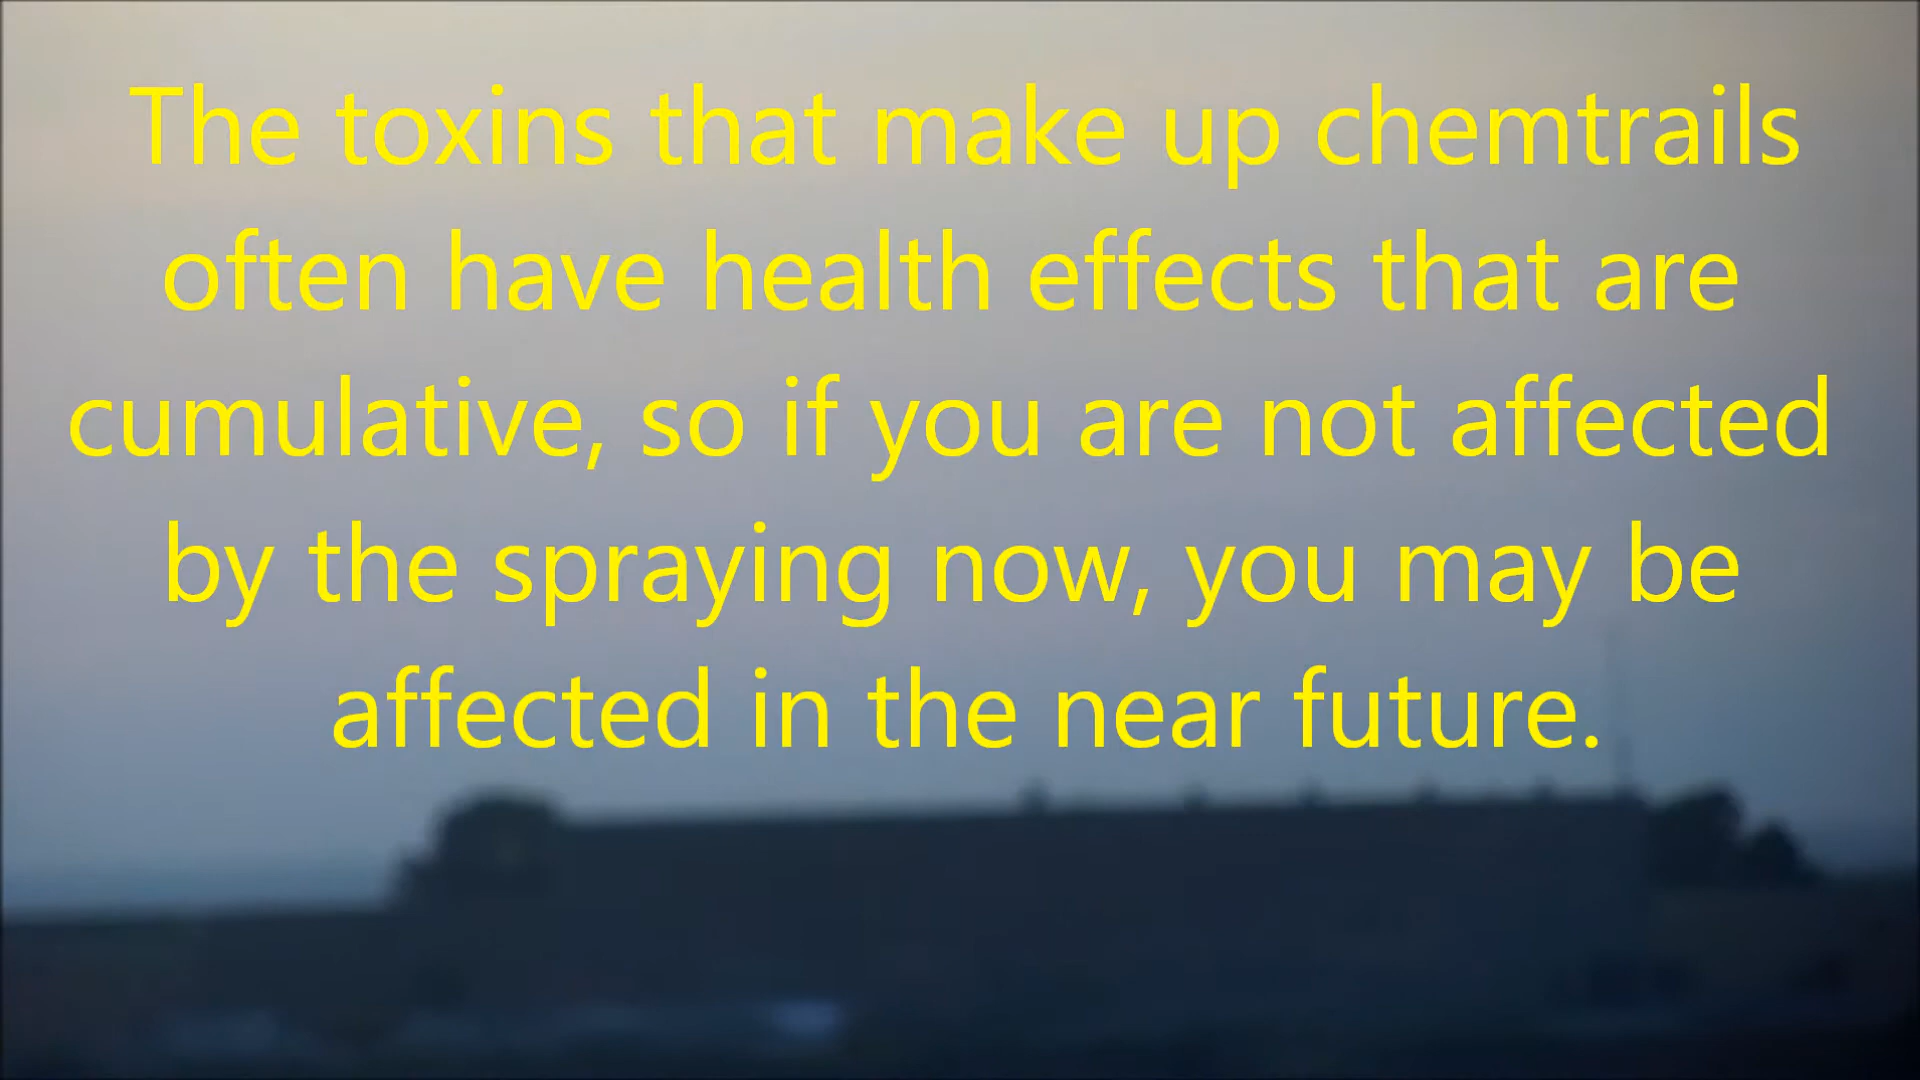 The toxins that make up chemtrails
often have health effects that are
cumulative, so if you are not affected
by the spraying now, you may be
affected in the near future.